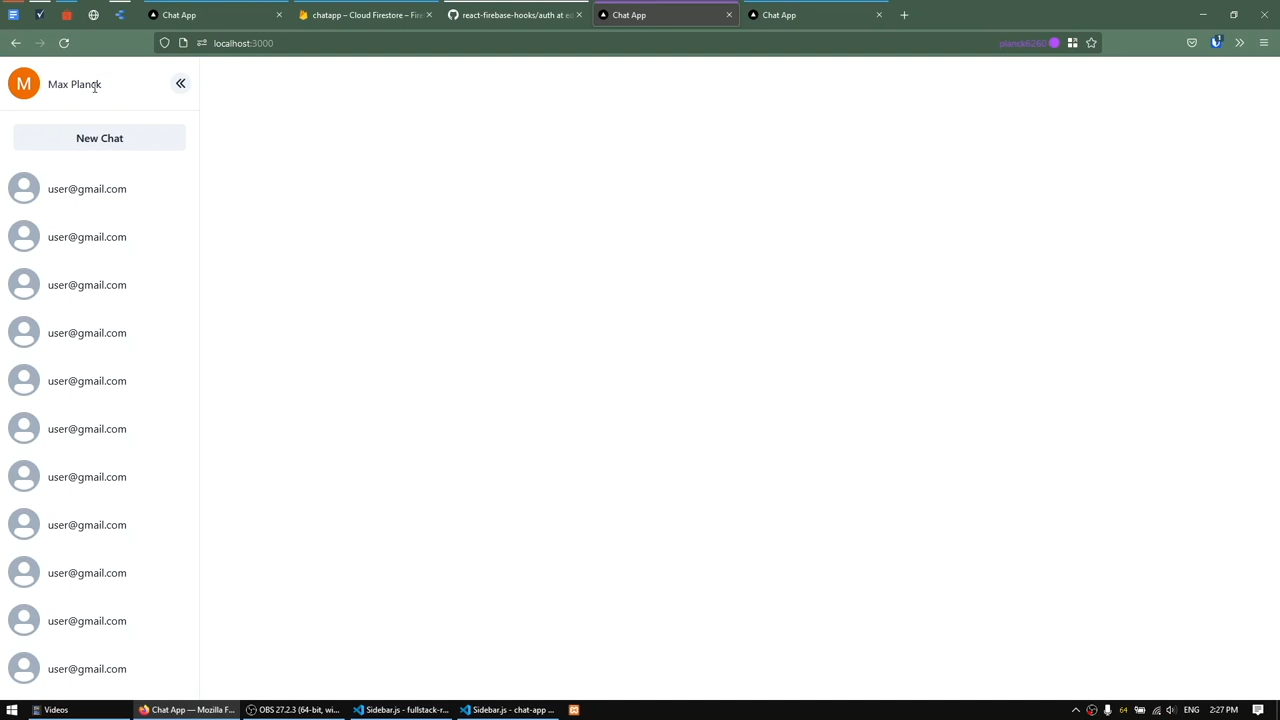 Chat App
chatapp – Cloud Firestore – Fire
react-firebase-hooks/auth at
Chat App
Chat App
localhost:3000
planck6260
M
Max Planck
New Chat
user@gmail.com
user@gmail.com
user@gmail.com
user@gmail.com
user@gmail.com
user@gmail.com
user@gmail.com
user@gmail.com
user@gmail.com
user@gmail.com
user@gmail.com
Videos
Chat App — Mozilla F...
OBS 27.2.3 (64-bit, wi...
Sidebar.js - fullstack-r...
Sidebar.js - chat-app ...
64
ENG
2:27 PM